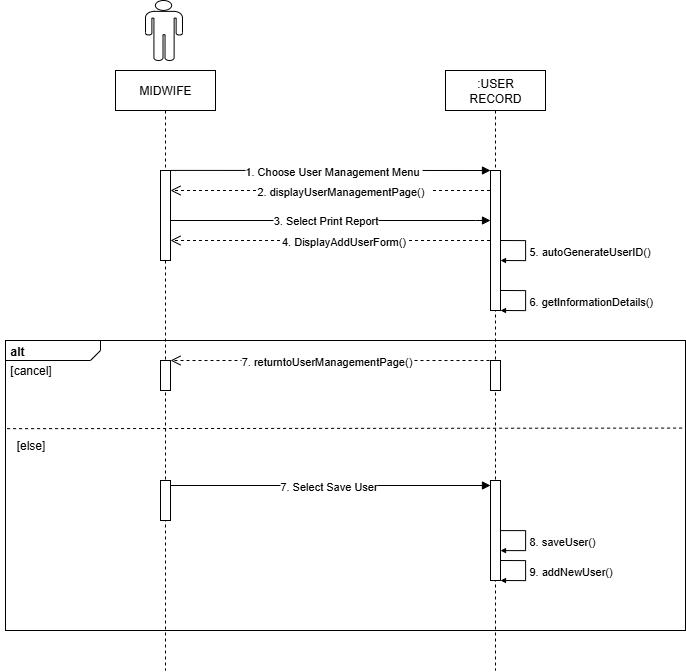 MIDWIFE
:USER
RECORD
1. Choose User Management Menu
2. displayUserManagementPage()
3. Select Print Report
4. DisplayAddUserForm()
5. autoGenerateUserID()
6. getInformationDetails()
alt
[cancel]
7. returntoUserManagementPage()
[else]
7. Select Save User
8. saveUser()
9. addNewUser()